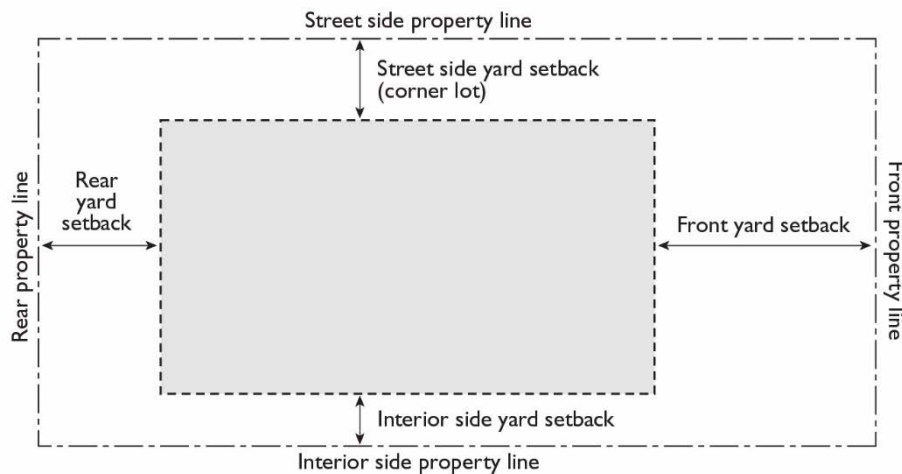 Street side property line
Street side yard setback
(corner lot)
Rear property line
Rear
yard
setback
Front yard setback
Front property line
Interior side yard setback
Interior side property line